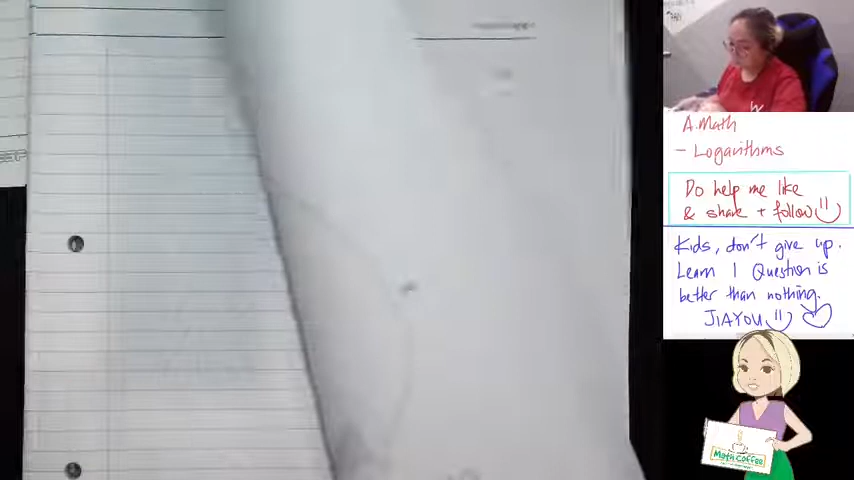 A.Math
- Logarithms
Do help me like
& share + follow
Kids, don't give up.
Learn 1 Question is
better than nothing.
JIAYOU
Math Coffee